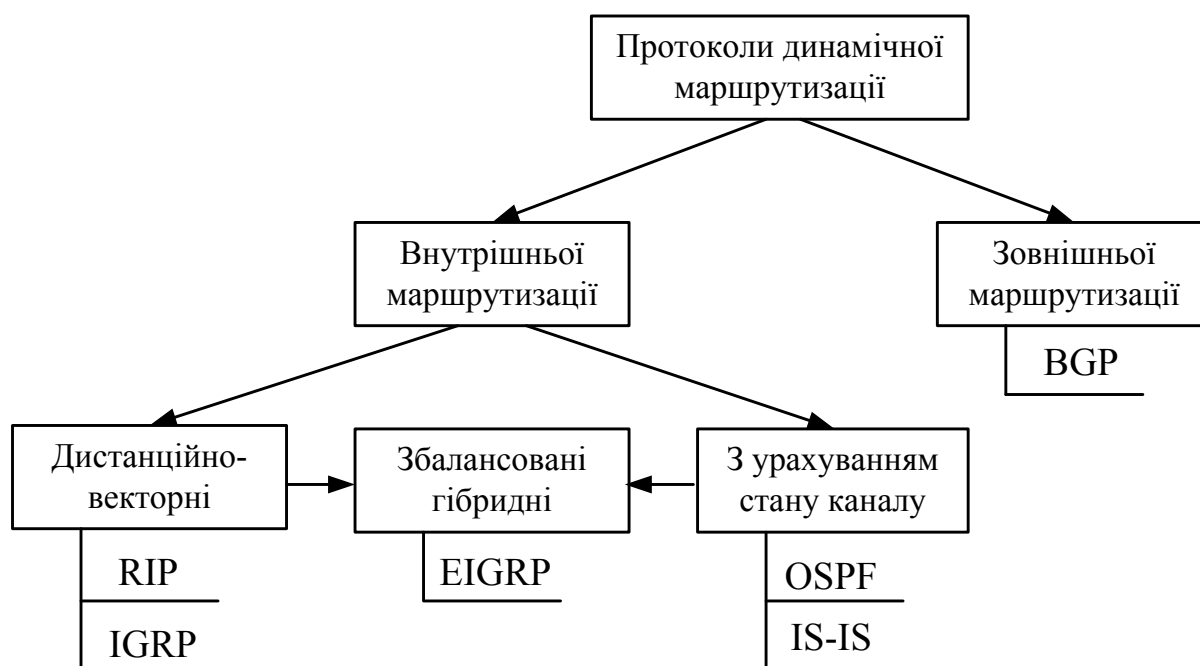 Протоколи динамічної
маршрутизації
Внутрішньої
маршрутизації
Зовнішньої
маршрутизації
BGP
Дистанційно-
векторні
Збалансовані
гібридні
З урахуванням
стану каналу
RIP
EIGRP
OSPF
IGRP
IS-IS